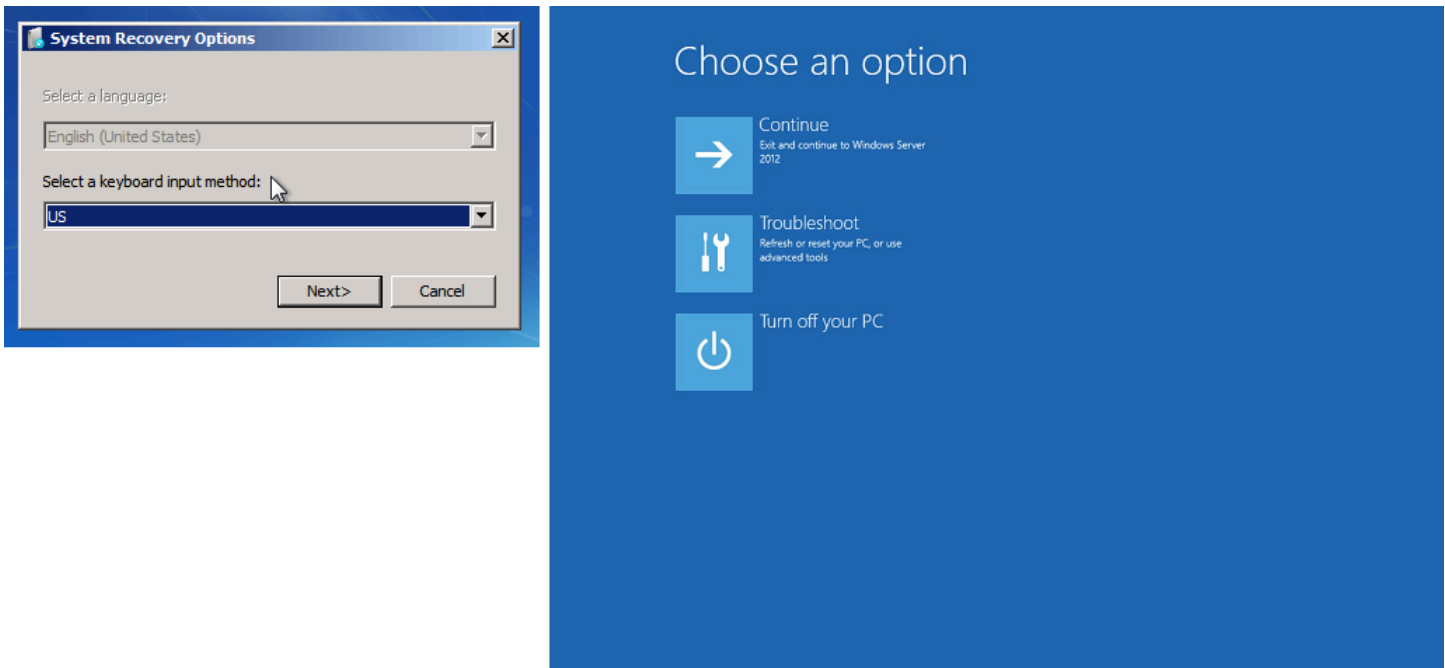 System Recovery Options
Select a language:
English (United States)
Select a keyboard input method:
US
Next>
Cancel
Choose an option
Continue
Exit and continue to Windows Server
2012
Troubleshoot
Refresh or reset your PC, or use
advanced tools
Turn off your PC